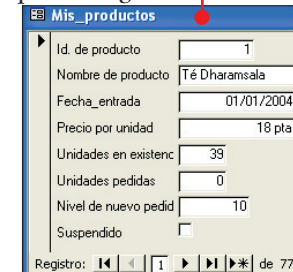 Mis_productos
Id. de producto 1
Nombre de producto Té Dharamsala
Fecha_entrada 01/01/2004
Precio por unidad 18 pta
Unidades en existenc 39
Unidades pedidas 0
Nivel de nuevo pedid 10
Suspendido
Registro: 1 de 77